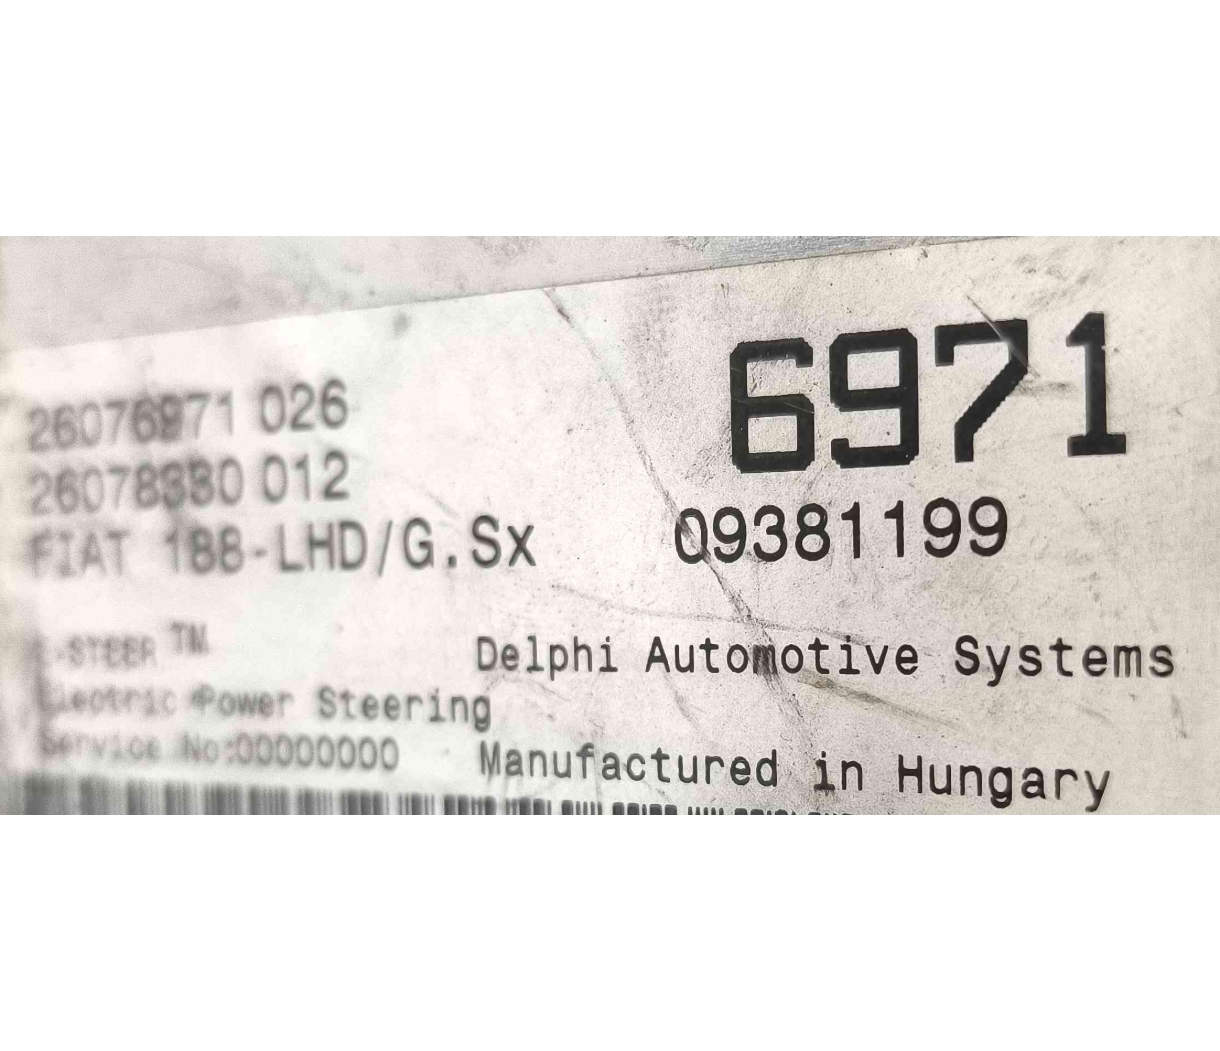 6971
26076971 026
26078380 012
FIAT 188-LHD/G.Sx 09381199
E-STEER TM
Delphi Automotive Systems
Electric Power Steering
Service No:00000000
Manufactured in Hungary